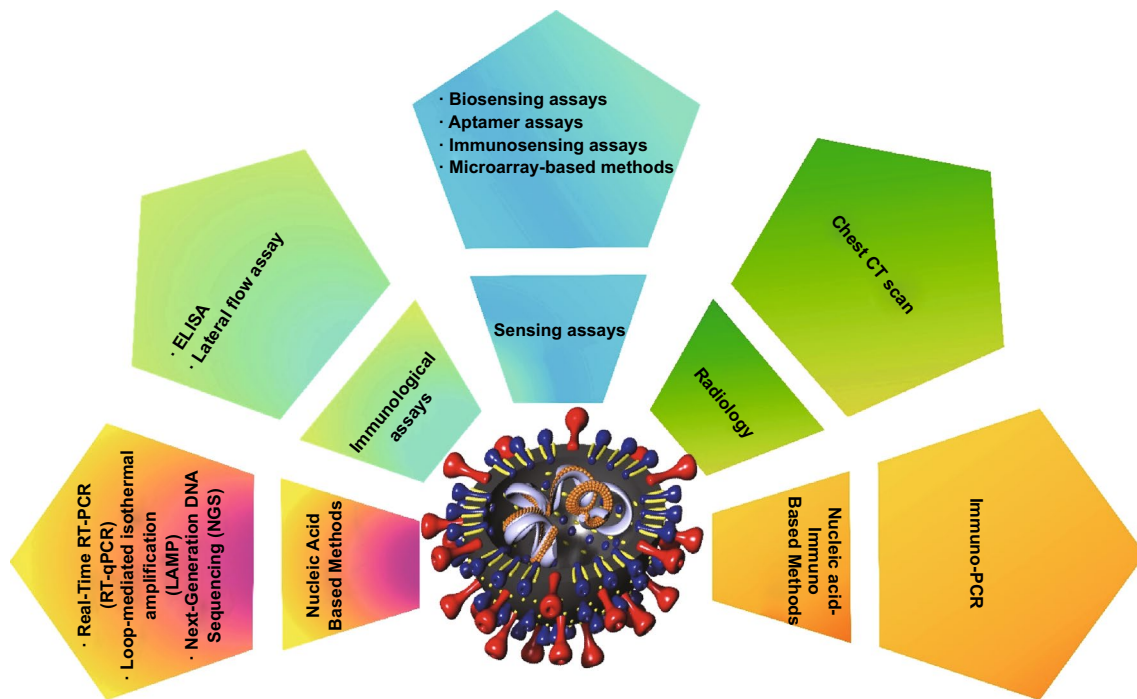 · Biosensing assays
· Aptamer assays
· Immunosensing assays
· Microarray-based methods
Sensing assays
· ELISA
· Lateral flow assay
Immunological
assays
Chest CT scan
Radiology
· Real-Time RT-PCR
(RT-qPCR)
· Loop-mediated isothermal
amplification
(LAMP)
· Next-Generation DNA
Sequencing (NGS)
Nucleic Acid
Based Methods
Nucleic acid-
Immuno
Based Methods
Immuno-PCR